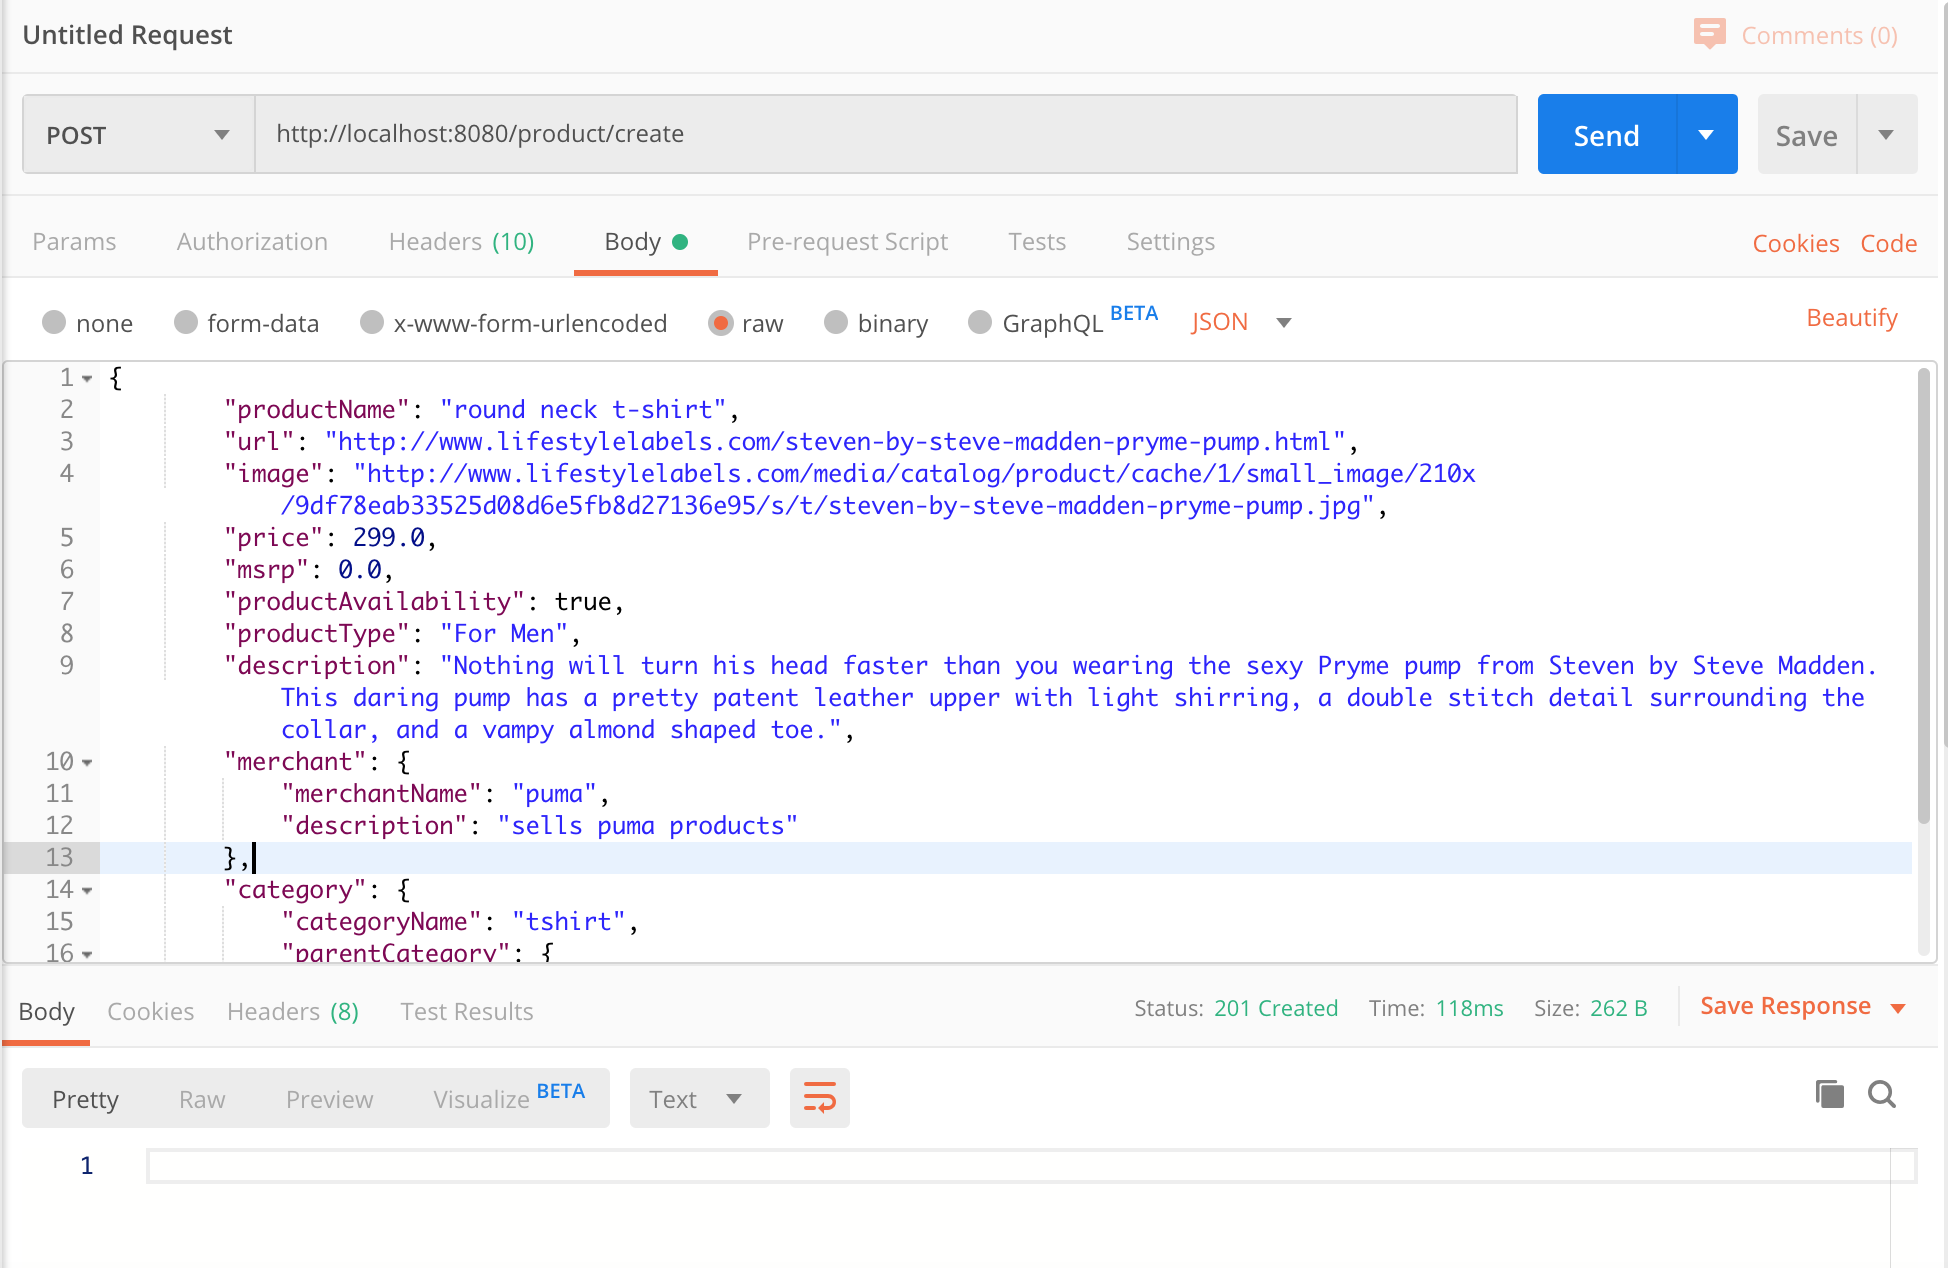 Untitled Request
Comments (0)
POST
http://localhost:8080/product/create
Send
Save
Params Authorization Headers (10) Body Pre-request Script Tests Settings Cookies Code
none form-data x-www-form-urlencoded raw binary GraphQL BETA JSON Beautify
1 {
2 "productName": "round neck t-shirt",
3 "url": "http://www.lifestylelabels.com/steven-by-steve-madden-pryme-pump.html",
4 "image": "http://www.lifestylelabels.com/media/catalog/product/cache/1/small_image/210x
/9df78eab33525d08d6e5fb8d27136e95/s/t/steven-by-steve-madden-pryme-pump.jpg",
5 "price": 299.0,
6 "msrp": 0.0,
7 "productAvailability": true,
8 "productType": "For Men",
9 "description": "Nothing will turn his head faster than you wearing the sexy Pryme pump from Steven by Steve Madden.
This daring pump has a pretty patent leather upper with light shirring, a double stitch detail surrounding the
collar, and a vampy almond shaped toe.",
10 "merchant": {
11 "merchantName": "puma",
12 "description": "sells puma products"
13 },
14 "category": {
15 "categoryName": "tshirt",
16 "parentCategory": {
Body Cookies Headers (8) Test Results Status: 201 Created Time: 118ms Size: 262 B Save Response
Pretty Raw Preview Visualize BETA Text
1